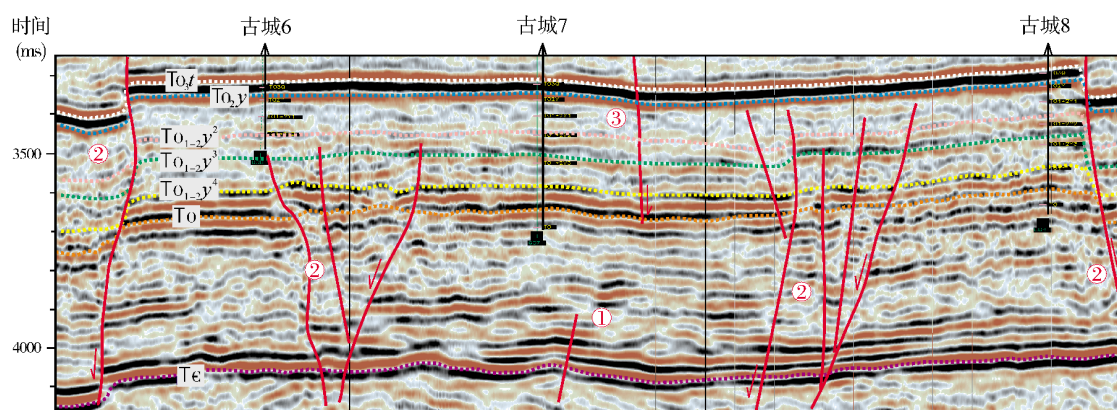 时间
(ms)
古城6
古城7
古城8
3500
4000
To₃t
To₂y
To₁₋₂y²
To₁₋₂y³
To₁₋₂y⁴
To
T∈
②
②
③
①
②
②